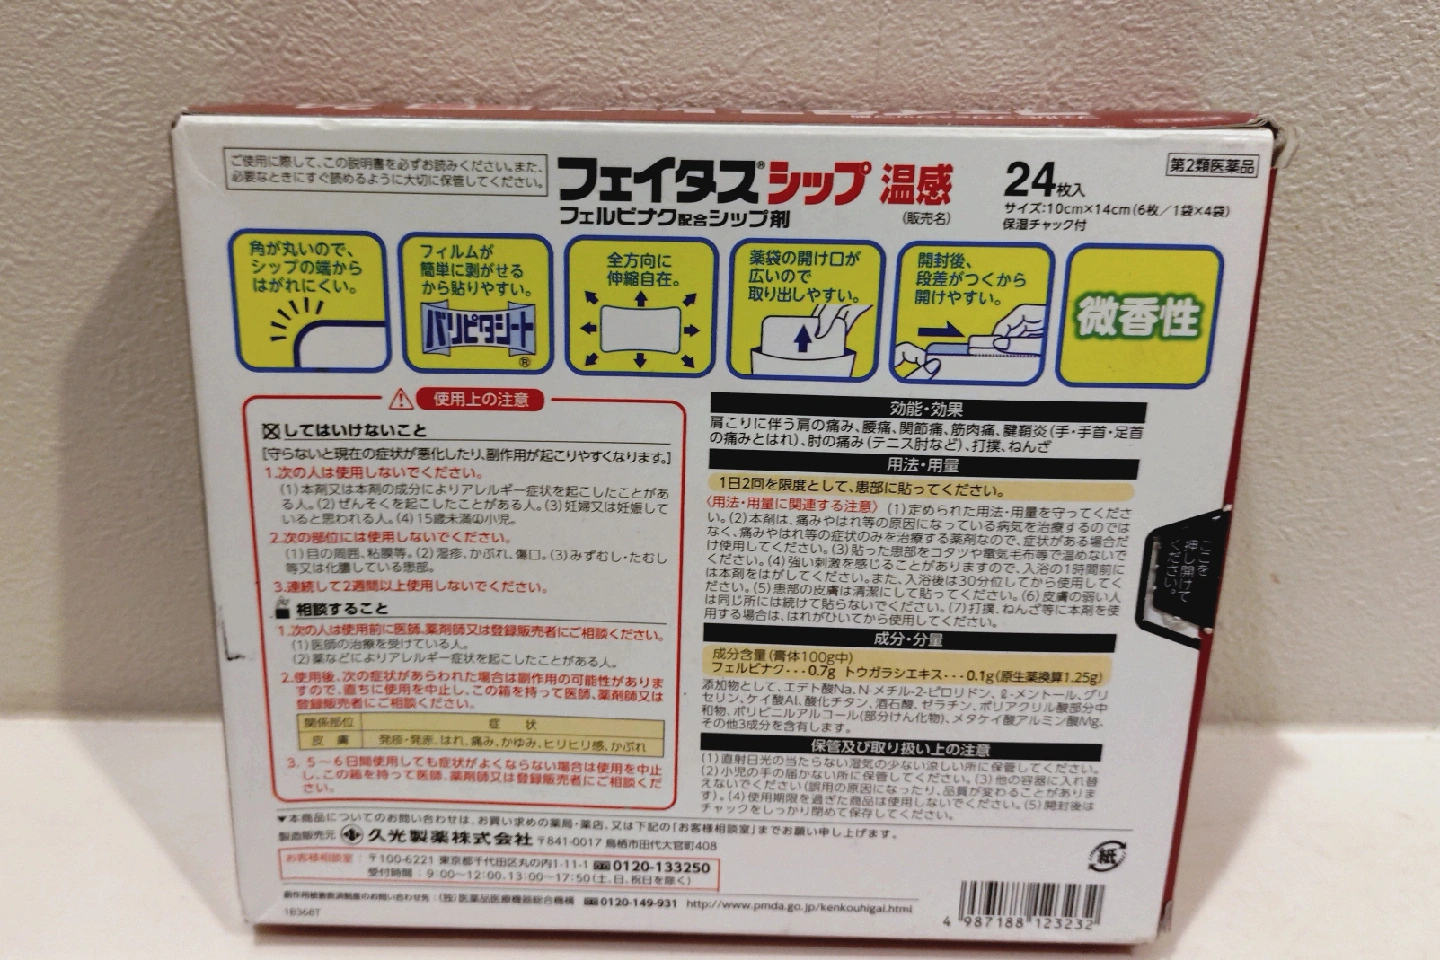 ご使用に際して、この説明書を必ずお読みください。また、
必要なときにすぐ読めるように大切に保管してください。
フェイタス®シップ 温感
フェルビナク配合シップ剤
(販売名)
24枚入
サイズ:10cm×14cm(6枚/1袋×4袋)
保湿チャック付
第2類医薬品
角が丸いので、
シップの端から
はがれにくい。
フィルムが
簡単に剥がせる
から貼りやすい。
パリピタシート
®
全方向に
伸縮自在。
薬袋の開け口が
広いので
取り出しやすい。
開封後、
段差がつくから
開けやすい。
微香性
使用上の注意
してはいけないこと
[守らないと現在の症状が悪化したり、副作用が起こりやすくなります。]
1.次の人は使用しないでください。
(1)本剤又は本剤の成分によりアレルギー症状を起こしたことがあ
る人。(2)ぜんそくを起こしたことがある人。(3)妊婦又は妊娠して
いると思われる人。(4)15歳未満の小児。
2.次の部位には使用しないでください。
(1)目の周囲、粘膜等。(2)湿疹、かぶれ、傷口。(3)みずむし・たむし
等又は化膿している患部。
3.連続して2週間以上使用しないでください。
相談すること
1.次の人は使用前に医師、薬剤師又は登録販売者にご相談ください。
(1)医師の治療を受けている人。
(2)薬などによりアレルギー症状を起こしたことがある人。
2.使用後、次の症状があらわれた場合は副作用の可能性がありま
すので、直ちに使用を中止し、この箱を持って医師、薬剤師又は
登録販売者にご相談ください。
関係部位 症状
皮膚 発疹・発赤、はれ、痛み、かゆみ、ヒリヒリ感、かぶれ
3. 5～6日間使用しても症状がよくならない場合は使用を中止
し、この箱を持って医師、薬剤師又は登録販売者にご相談くだ
さい。
効能・効果
肩こりに伴う肩の痛み、腰痛、関節痛、筋肉痛、腱鞘炎(手・手首・足首
の痛みとはれ)、肘の痛み(テニス肘など)、打撲、ねんざ
用法・用量
1日2回を限度として、患部に貼ってください。
〈用法・用量に関連する注意〉(1)定められた用法・用量を守ってくださ
い。(2)本剤は、痛みやはれ等の原因になっている病気を治療するのでは
なく、痛みやはれ等の症状のみを治療する薬剤なので、症状がある場合だ
け使用してください。(3)貼った患部をコタツや電気毛布等で温めないで
ください。(4)強い刺激を感じることがありますので、入浴の1時間前に
は本剤をはがしてください。また、入浴後は30分位してから使用してく
ださい。(5)患部の皮膚は清潔にして貼ってください。(6)皮膚の弱い人
は同じ所には続けて貼らないでください。(7)打撲、ねんざ等に本剤を使
用する場合は、はれがひいてから使用してください。
成分・分量
成分含量(膏体100g中)
フェルビナク・・・0.7g トウガラシエキス・・・0.1g(原生薬換算1.25g)
添加物として、エデト酸Na、N-メチル-2-ピロリドン、ℓ-メントール、グリ
セリン、ケイ酸Al、酸化チタン、酒石酸、ゼラチン、ポリアクリル酸部分中
和物、ポリビニルアルコール(部分けん化物)、メタケイ酸アルミン酸Mg、
その他3成分を含有します。
保管及び取り扱い上の注意
(1)直射日光の当たらない湿気の少ない涼しい所に保管してください。
(2)小児の手の届かない所に保管してください。(3)他の容器に入れ替
えないでください(誤用の原因になったり、品質が変わることがありま
す)。(4)使用期限を過ぎた商品は使用しないでください。(5)開封後は
チャックをしっかり閉めて保存してください。
ここを
押し開けて
ください。
▼本商品についてのお問い合わせは、お買い求めの薬局・薬店、又は下記の「お客様相談室」までお願い申し上げます。
製造販売元 久光製薬株式会社 〒841-0017 鳥栖市田代大官町408
お客様相談室: 〒100-6221 東京都千代田区丸の内1-11-1 0120-133250
受付時間:9:00～12:00、13:00～17:50(土、日、祝日を除く)
副作用被害救済制度のお問い合わせ先:(独)医薬品医療機器総合機構 0120-149-931 http://www.pmda.go.jp/kenkouhigai.html
1B368T
紙
4 987188 123232